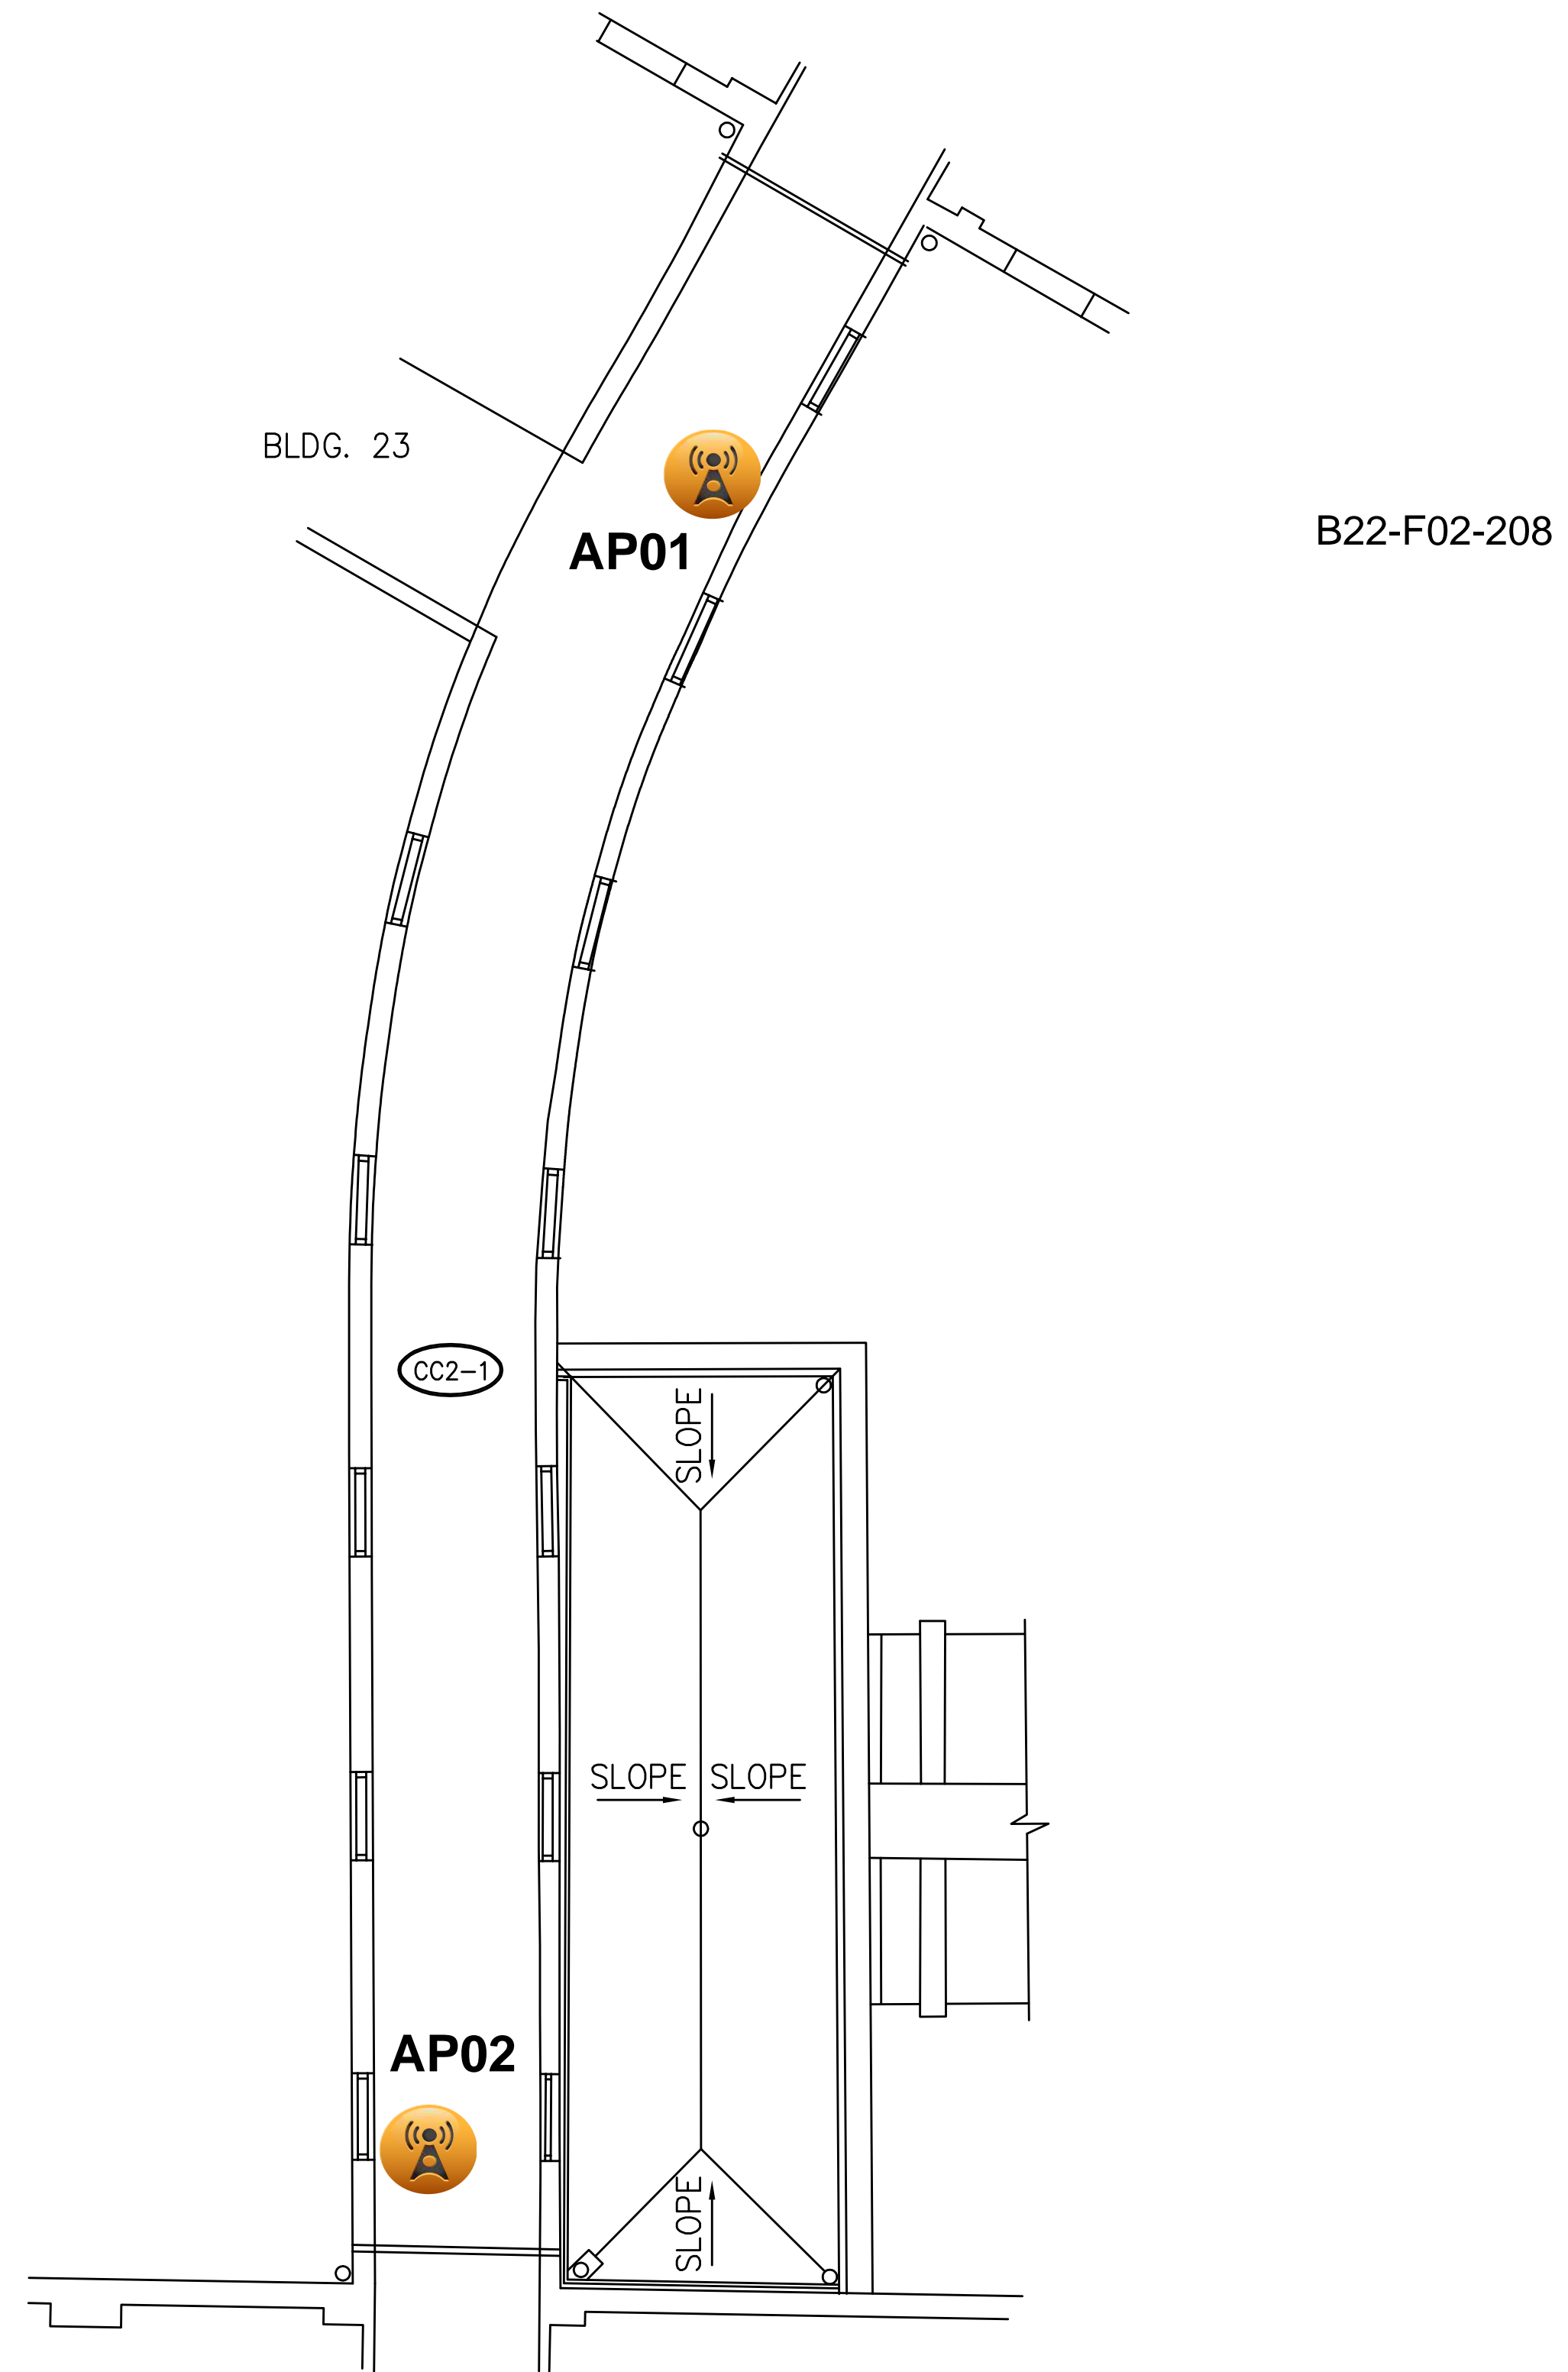 BLDG. 23
B22-F02-208
AP01
CC2-1
SLOPE
SLOPE SLOPE
AP02
SLOPE